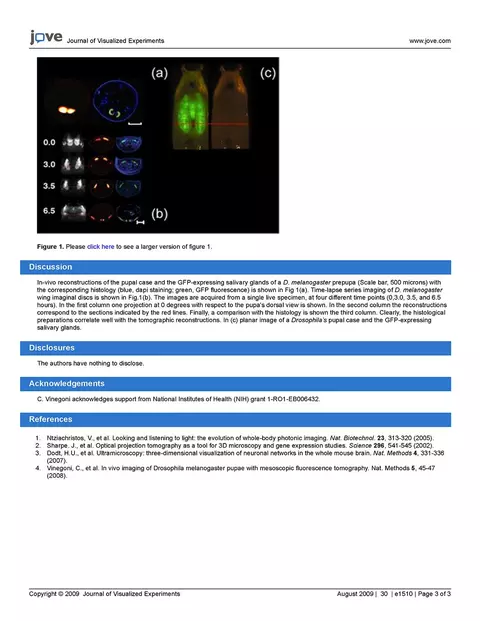 jove Journal of Visualized Experiments
www.jove.com
(a)
(c)
0.0
3.0
3.5
6.5
(b)
Figure 1. Please click here to see a larger version of figure 1.
Discussion
In-vivo reconstructions of the pupal case and the GFP-expressing salivary glands of a D. melanogaster prepupa (Scale bar, 500 microns) with
the corresponding histology (blue, dapi staining; green, GFP fluorescence) is shown in Fig 1(a). Time-lapse series imaging of D. melanogaster
wing imaginal discs is shown in Fig.1(b). The images are acquired from a single live specimen, at four different time points (0,3.0, 3.5, and 6.5
hours). In the first column one projection at 0 degrees with respect to the pupa's dorsal view is shown. In the second column the reconstructions
correspond to the sections indicated by the red lines. Finally, a comparison with the histology is shown the third column. Clearly, the histological
preparations correlate well with the tomographic reconstructions. In (c) planar image of a Drosophila's pupal case and the GFP-expressing
salivary glands.
Disclosures
The authors have nothing to disclose.
Acknowledgements
C. Vinegoni acknowledges support from National Institutes of Health (NIH) grant 1-RO1-EB006432.
References
1. Ntziachristos, V., et al. Looking and listening to light: the evolution of whole-body photonic imaging. Nat. Biotechnol. 23, 313-320 (2005).
2. Sharpe, J., et al. Optical projection tomography as a tool for 3D microscopy and gene expression studies. Science 296, 541-545 (2002).
3. Dodt, H.U., et al. Ultramicroscopy: three-dimensional visualization of neuronal networks in the whole mouse brain. Nat. Methods 4, 331-336
(2007).
4. Vinegoni, C., et al. In vivo imaging of Drosophila melanogaster pupae with mesoscopic fluorescence tomography. Nat. Methods 5, 45-47
(2008).
Copyright © 2009 Journal of Visualized Experiments
August 2009 | 30 | e1510 | Page 3 of 3